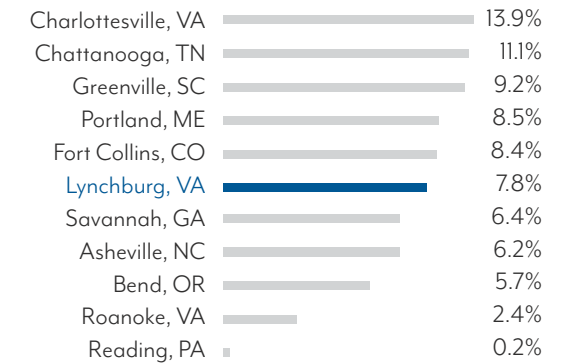 Charlottesville, VA 13.9%
Chattanooga, TN 11.1%
Greenville, SC 9.2%
Portland, ME 8.5%
Fort Collins, CO 8.4%
Lynchburg, VA 7.8%
Savannah, GA 6.4%
Asheville, NC 6.2%
Bend, OR 5.7%
Roanoke, VA 2.4%
Reading, PA 0.2%